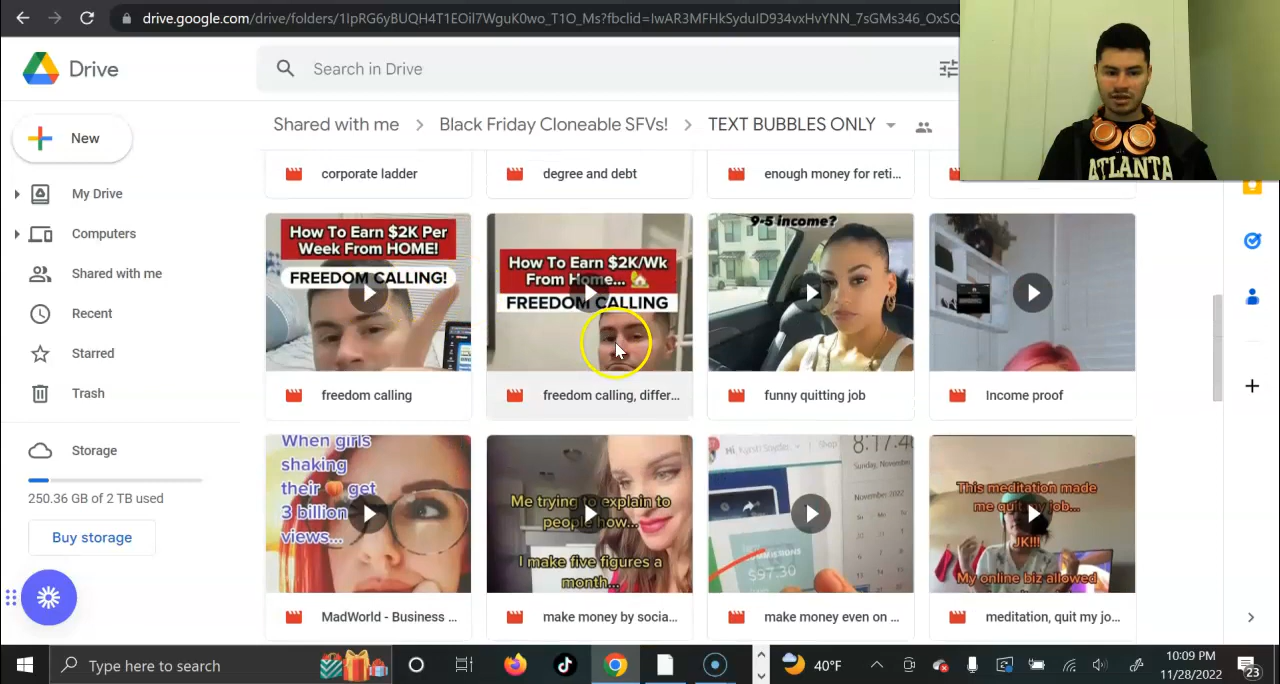 drive.google.com/drive/folders/1IpRG6yBUQH4T1EOil7WguK0wo_T1O_Ms?fbclid=IwAR3MFHkSyduID934vxHvYNN_7sGMs346_OxSQ
Drive
Search in Drive
New
Shared with me > Black Friday Cloneable SFVs! > TEXT BUBBLES ONLY
ATLANTA
My Drive
Computers
Shared with me
Recent
Starred
Trash
Storage
250.36 GB of 2 TB used
Buy storage
corporate ladder
degree and debt
enough money for reti...
How To Earn $2K Per
Week From HOME!
FREEDOM CALLING!
freedom calling
How To Earn $2K/Wk
From Home... 🏡
FREEDOM CALLING
freedom calling, differ...
9-5 income?
funny quitting job
Income proof
When girls
shaking
their 🍑 get
3 billion
views...
MadWorld - Business ...
Me trying to explain to
people how...
I make five figures a
month...
make money by socia...
Shop
8:17:4
Sunday, November
November 2022
$97.30
make money even on ...
This meditation made
me quit my job...
JK!!!
My online biz allowed
meditation, quit my jo...
Type here to search
40°F
10:09 PM
11/28/2022
23